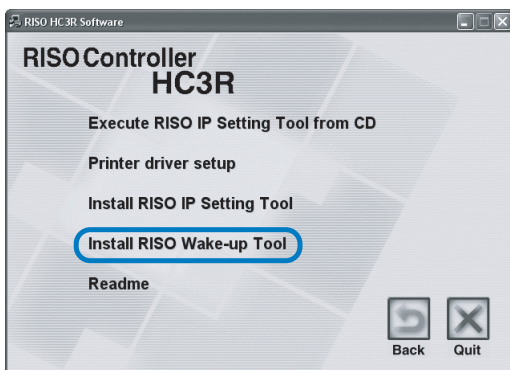 RISO HC3R Software
RISO Controller
HC3R
Execute RISO IP Setting Tool from CD
Printer driver setup
Install RISO IP Setting Tool
Install RISO Wake-up Tool
Readme
Back Quit